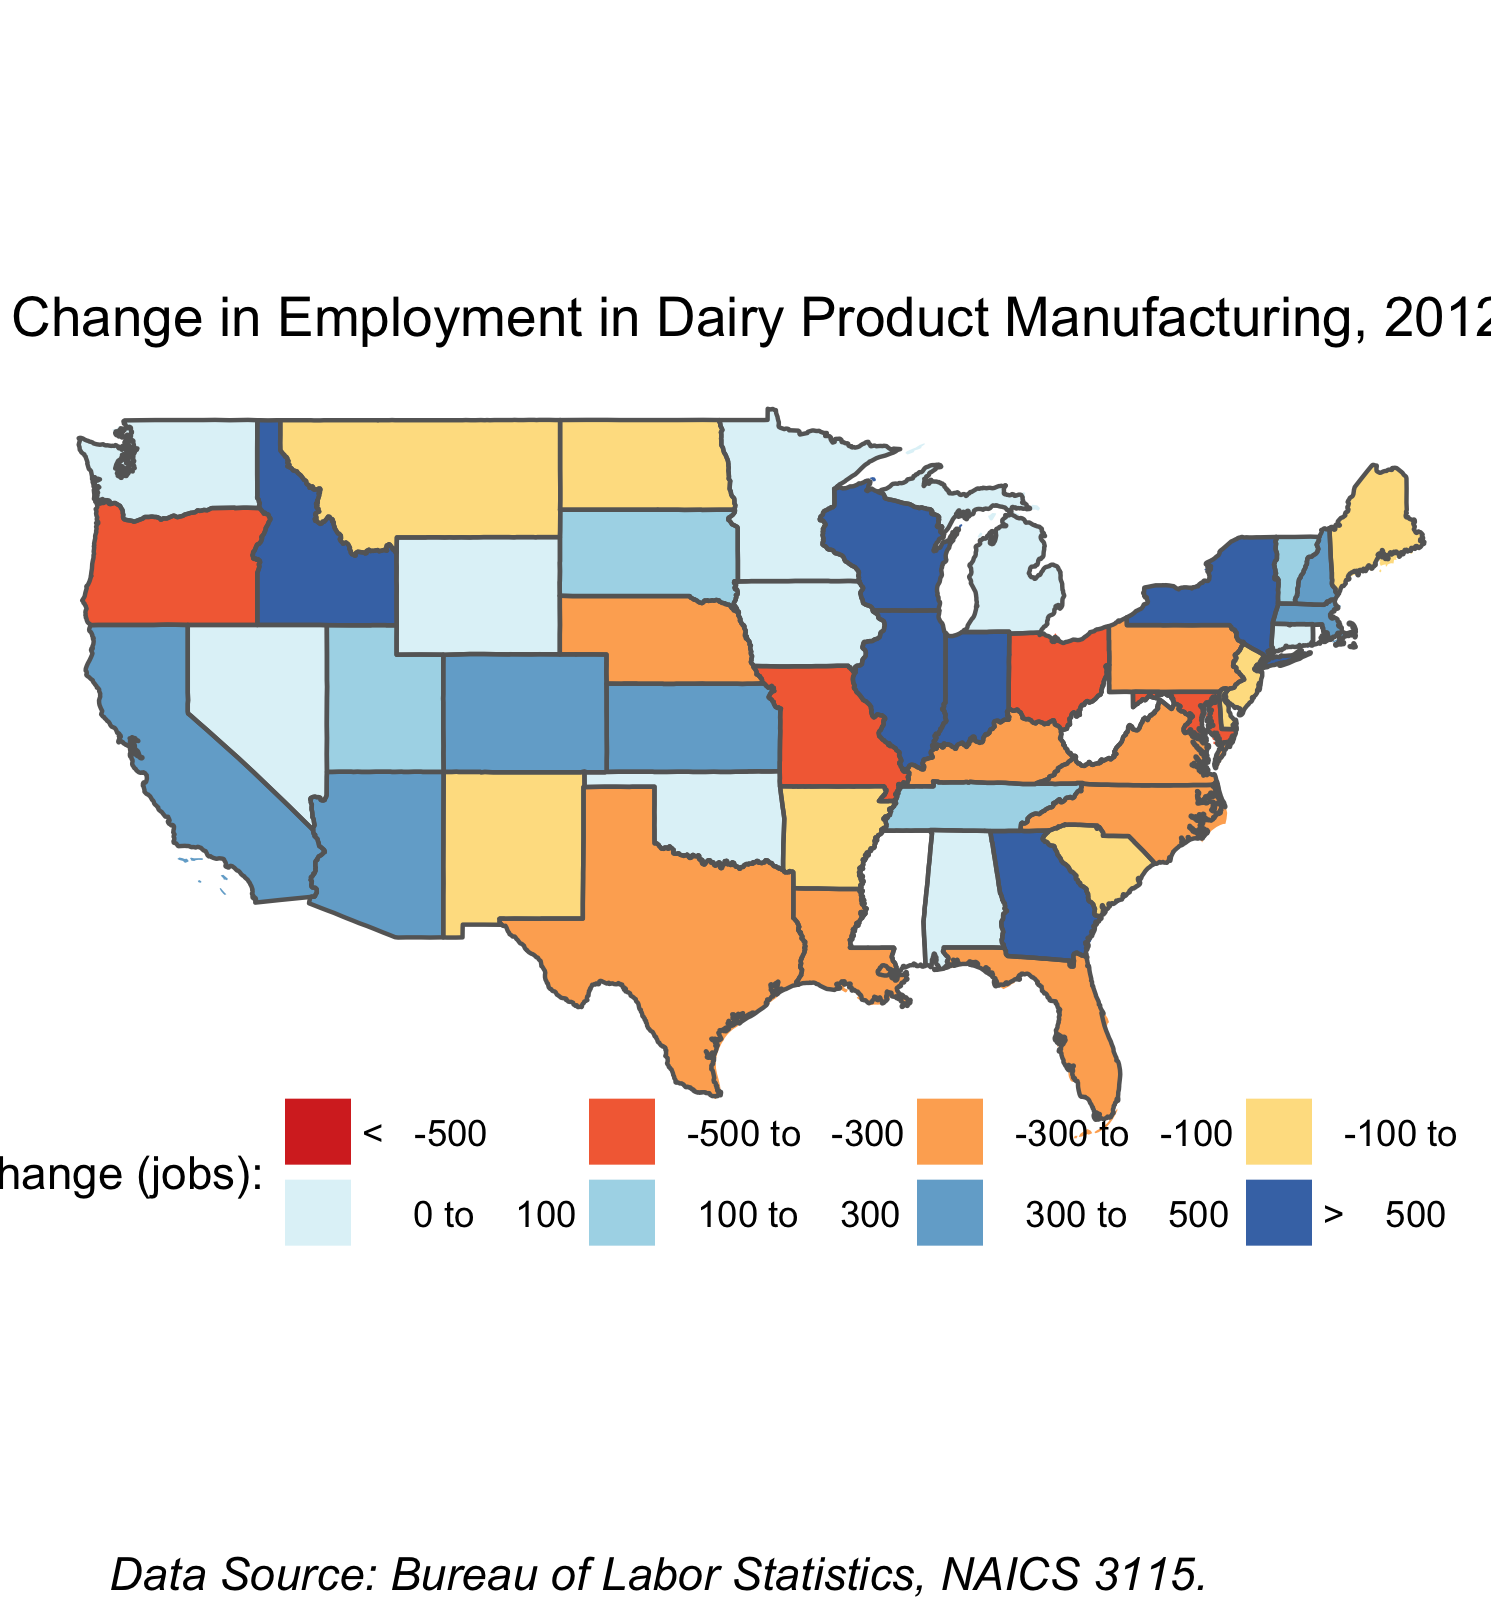 Change in Employment in Dairy Product Manufacturing, 2012
hange (jobs):
< -500
-500 to -300
-300 to -100
-100 to
0 to 100
100 to 300
300 to 500
> 500
Data Source: Bureau of Labor Statistics, NAICS 3115.